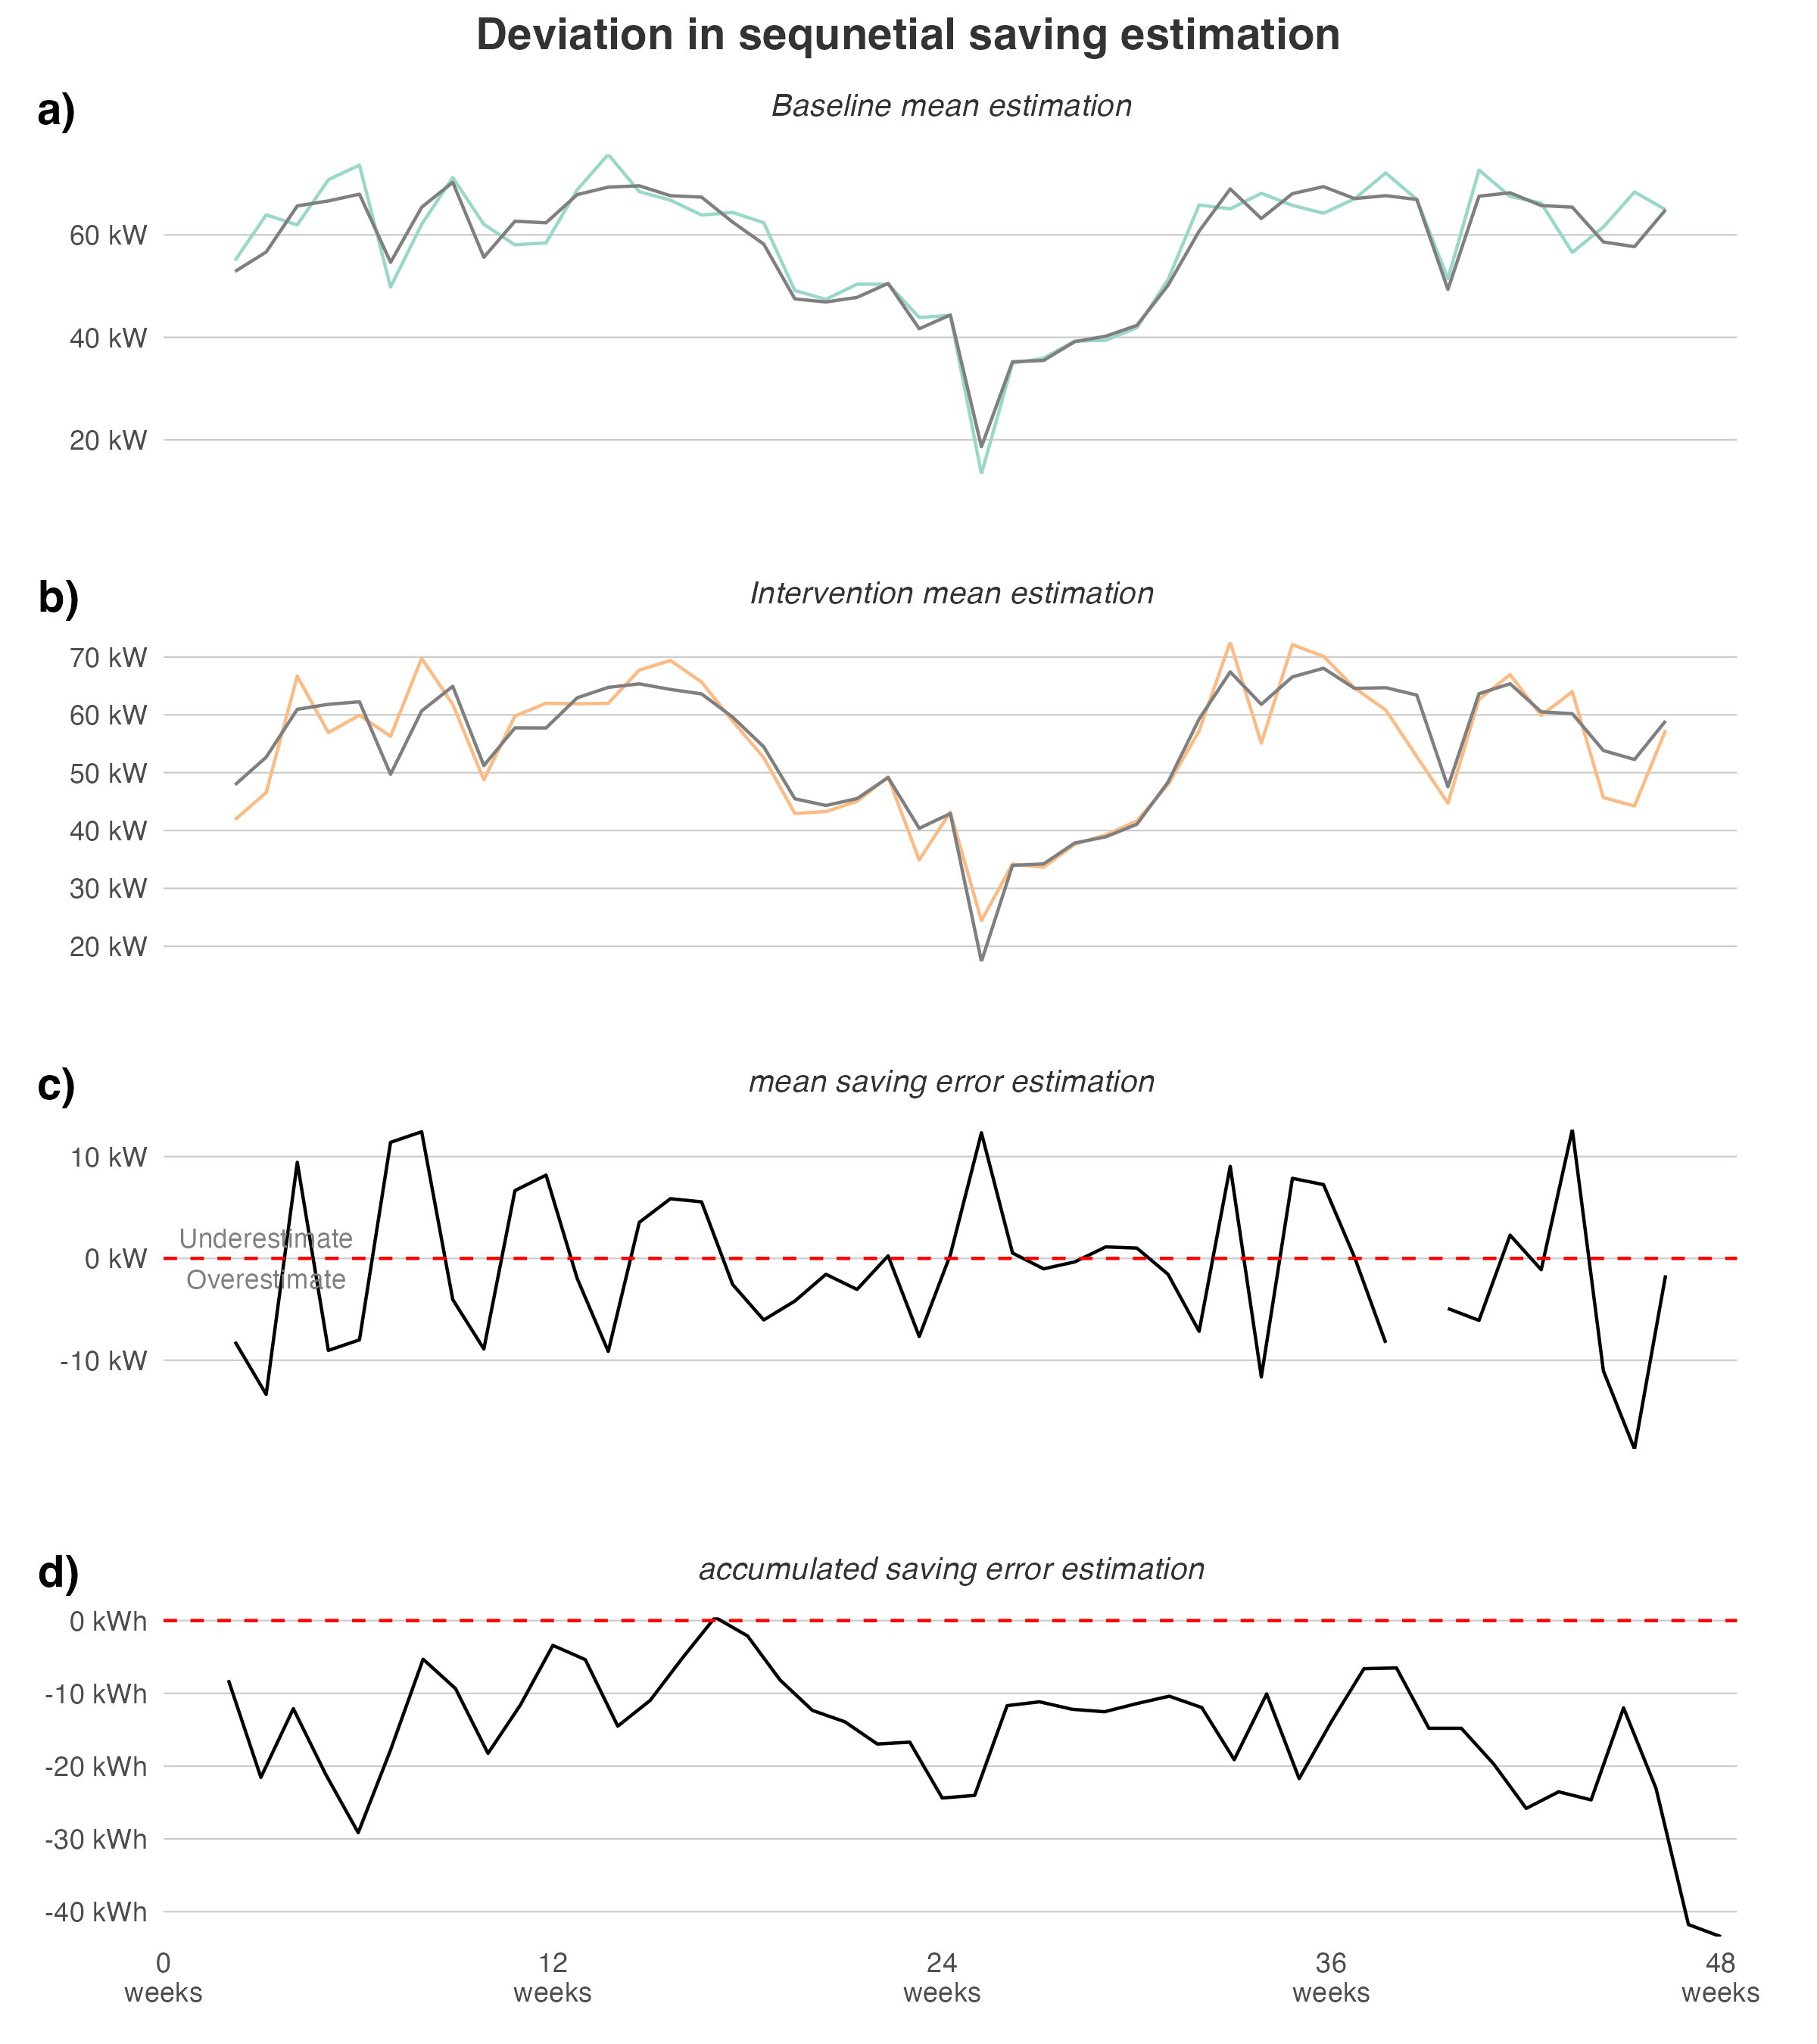 Deviation in sequnetial saving estimation
a)
Baseline mean estimation
60 kW
40 kW
20 kW
b)
Intervention mean estimation
70 kW
60 kW
50 kW
40 kW
30 kW
20 kW
c)
mean saving error estimation
10 kW
Underestimate
0 kW
Overestimate
-10 kW
d)
accumulated saving error estimation
0 kWh
-10 kWh
-20 kWh
-30 kWh
-40 kWh
0 12 24 36 48
weeks weeks weeks weeks weeks